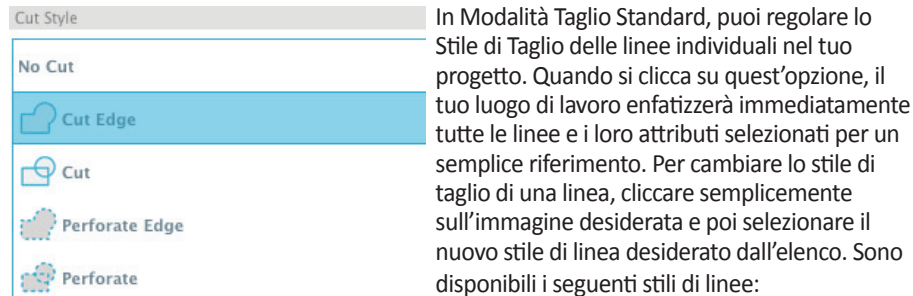 Cut Style
No Cut
Cut Edge
Cut
Perforate Edge
Perforate
In Modalità Taglio Standard, puoi regolare lo
Stile di Taglio delle linee individuali nel tuo
progetto. Quando si clicca su quest’opzione, il
tuo luogo di lavoro enfatizzerà immediatamente
tutte le linee e i loro attributi selezionati per un
semplice riferimento. Per cambiare lo stile di
taglio di una linea, cliccare semplicemente
sull’immagine desiderata e poi selezionare il
nuovo stile di linea desiderato dall’elenco. Sono
disponibili i seguenti stili di linee: